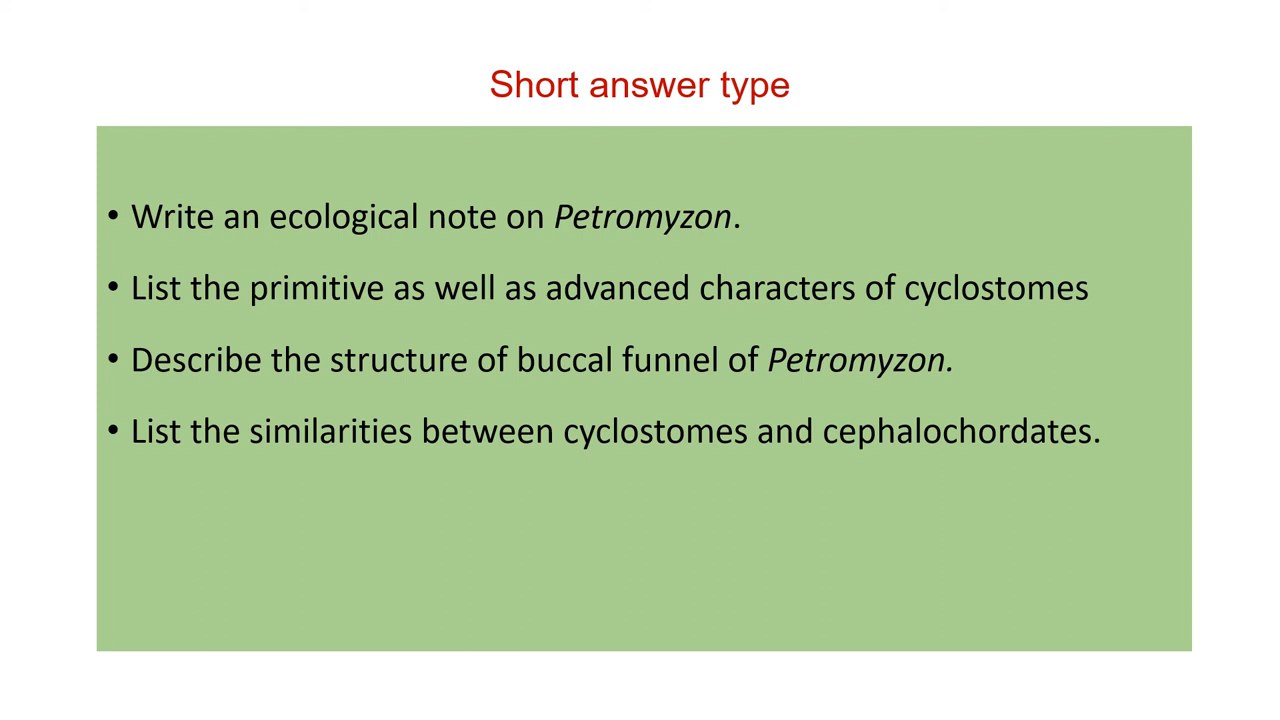 Short answer type
• Write an ecological note on Petromyzon.
• List the primitive as well as advanced characters of cyclostomes
• Describe the structure of buccal funnel of Petromyzon.
• List the similarities between cyclostomes and cephalochordates.